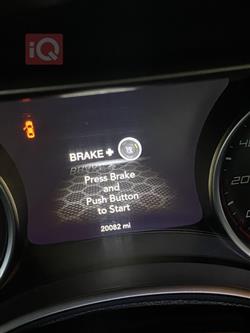 iQ
BRAKE +
Press Brake
and
Push Button
to Start
20082 mi